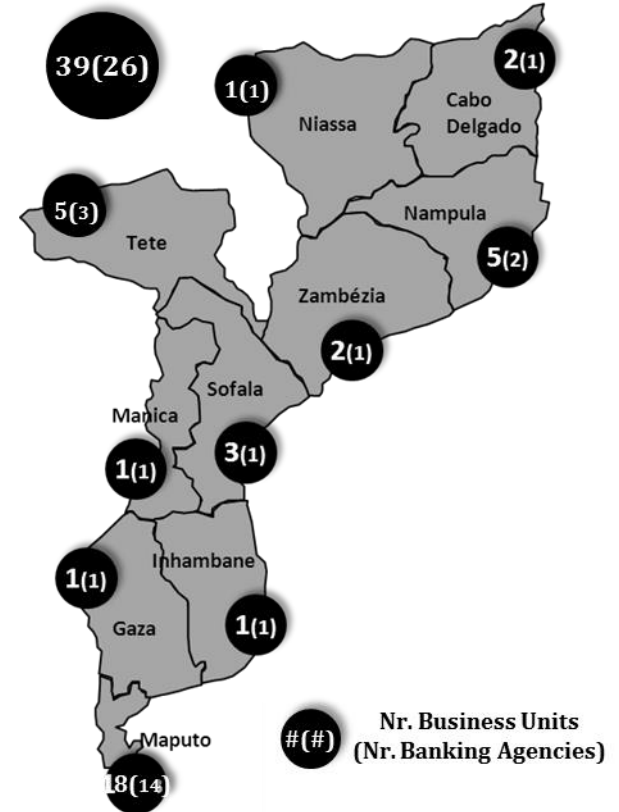 39(26)
2(1)
1(1)
Cabo
Delgado
Niassa
5(3)
Nampula
Tete
5(2)
Zambézia
2(1)
Sofala
Manica
3(1)
1(1)
Inhambane
1(1)
1(1)
Gaza
Nr. Business Units
#(#)
(Nr. Banking Agencies)
Maputo
18(14)